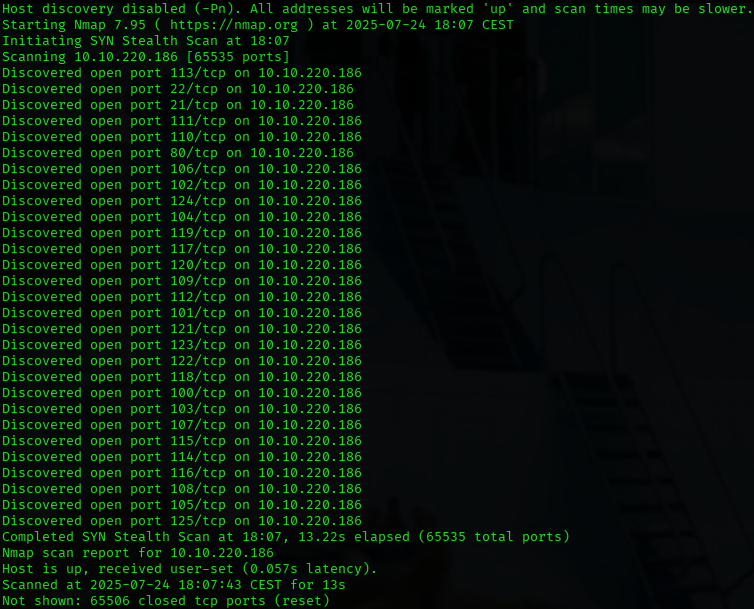 Host discovery disabled (-Pn). All addresses will be marked 'up' and scan times may be slower.
Starting Nmap 7.95 ( https://nmap.org ) at 2025-07-24 18:07 CEST
Initiating SYN Stealth Scan at 18:07
Scanning 10.10.220.186 [65535 ports]
Discovered open port 113/tcp on 10.10.220.186
Discovered open port 22/tcp on 10.10.220.186
Discovered open port 21/tcp on 10.10.220.186
Discovered open port 111/tcp on 10.10.220.186
Discovered open port 110/tcp on 10.10.220.186
Discovered open port 80/tcp on 10.10.220.186
Discovered open port 106/tcp on 10.10.220.186
Discovered open port 102/tcp on 10.10.220.186
Discovered open port 124/tcp on 10.10.220.186
Discovered open port 104/tcp on 10.10.220.186
Discovered open port 119/tcp on 10.10.220.186
Discovered open port 117/tcp on 10.10.220.186
Discovered open port 120/tcp on 10.10.220.186
Discovered open port 109/tcp on 10.10.220.186
Discovered open port 112/tcp on 10.10.220.186
Discovered open port 101/tcp on 10.10.220.186
Discovered open port 121/tcp on 10.10.220.186
Discovered open port 123/tcp on 10.10.220.186
Discovered open port 122/tcp on 10.10.220.186
Discovered open port 118/tcp on 10.10.220.186
Discovered open port 100/tcp on 10.10.220.186
Discovered open port 103/tcp on 10.10.220.186
Discovered open port 107/tcp on 10.10.220.186
Discovered open port 115/tcp on 10.10.220.186
Discovered open port 114/tcp on 10.10.220.186
Discovered open port 116/tcp on 10.10.220.186
Discovered open port 108/tcp on 10.10.220.186
Discovered open port 105/tcp on 10.10.220.186
Discovered open port 125/tcp on 10.10.220.186
Completed SYN Stealth Scan at 18:07, 13.22s elapsed (65535 total ports)
Nmap scan report for 10.10.220.186
Host is up, received user-set (0.057s latency).
Scanned at 2025-07-24 18:07:43 CEST for 13s
Not shown: 65506 closed tcp ports (reset)